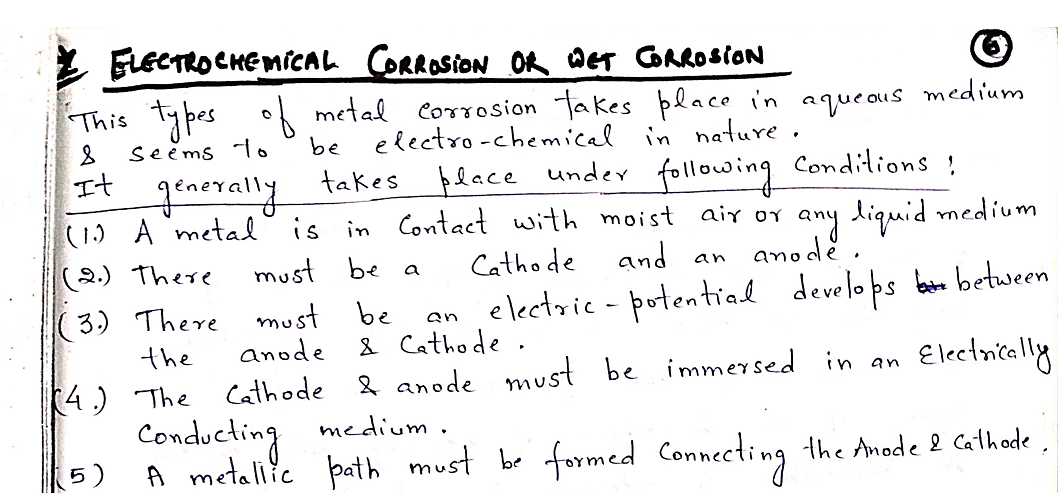 ELECTROCHEMICAL CORROSION OR WET CORROSION
6
This types of metal corrosion takes place in aqueous medium
& seems to be electro-chemical in nature.
It generally takes place under following Conditions:
(1.) A metal is in Contact with moist air or any liquid medium
(2.) There must be a Cathode and an anode.
(3.) There must be an electric-potential develops between
the anode & Cathode.
(4.) The Cathode & anode must be immersed in an Electrically
Conducting medium.
5) A metallic path must be formed Connecting the Anode & Cathode.